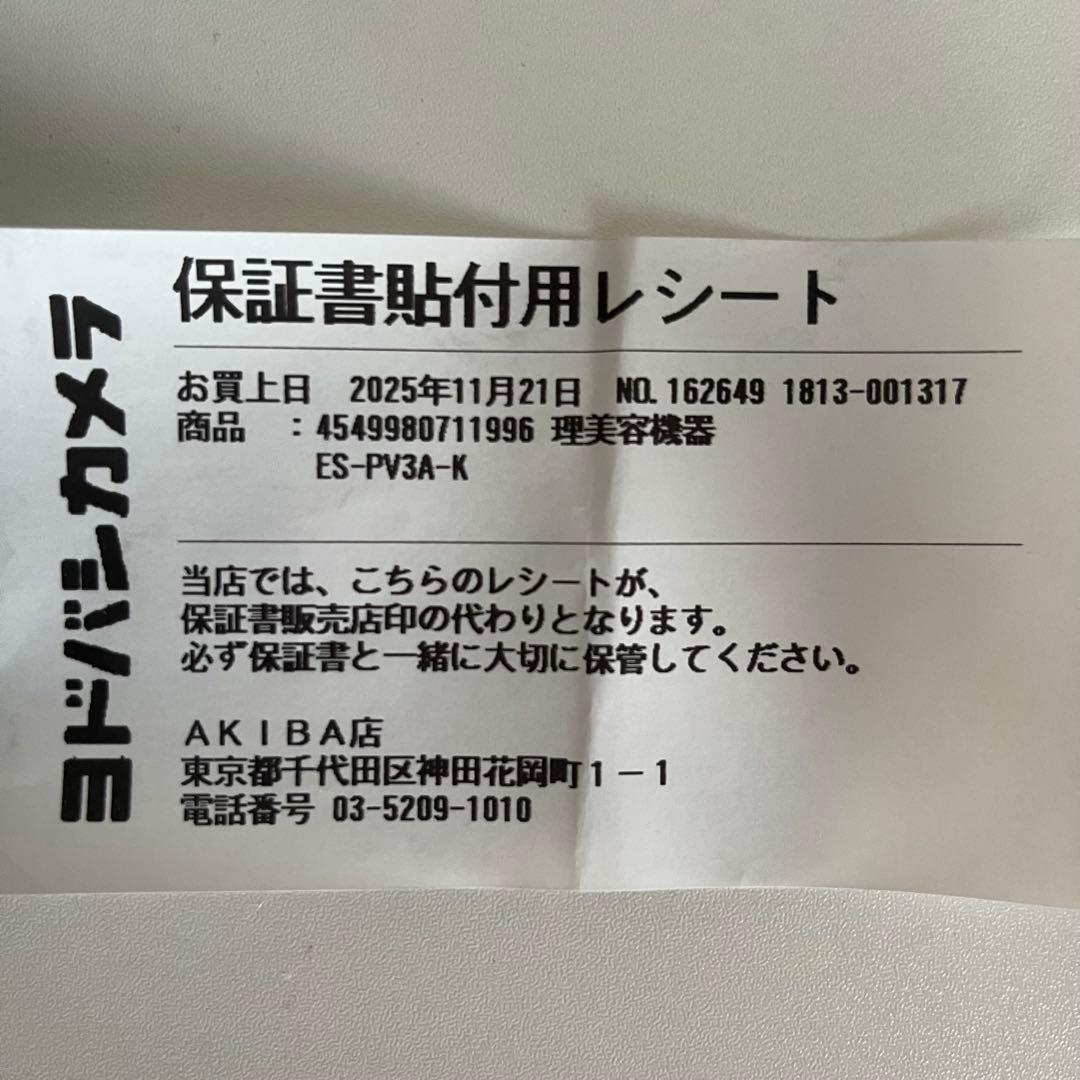 ヨドバシカメラ
保証書貼付用レシート
お買上日 2025年11月21日 NO.162649 1813-001317
商品 :4549980711996 理美容機器
ES-PV3A-K
当店では、こちらのレシートが、
保証書販売店印の代わりとなります。
必ず保証書と一緒に大切に保管してください。
ＡＫＩＢＡ店
東京都千代田区神田花岡町１－１
電話番号 03-5209-1010